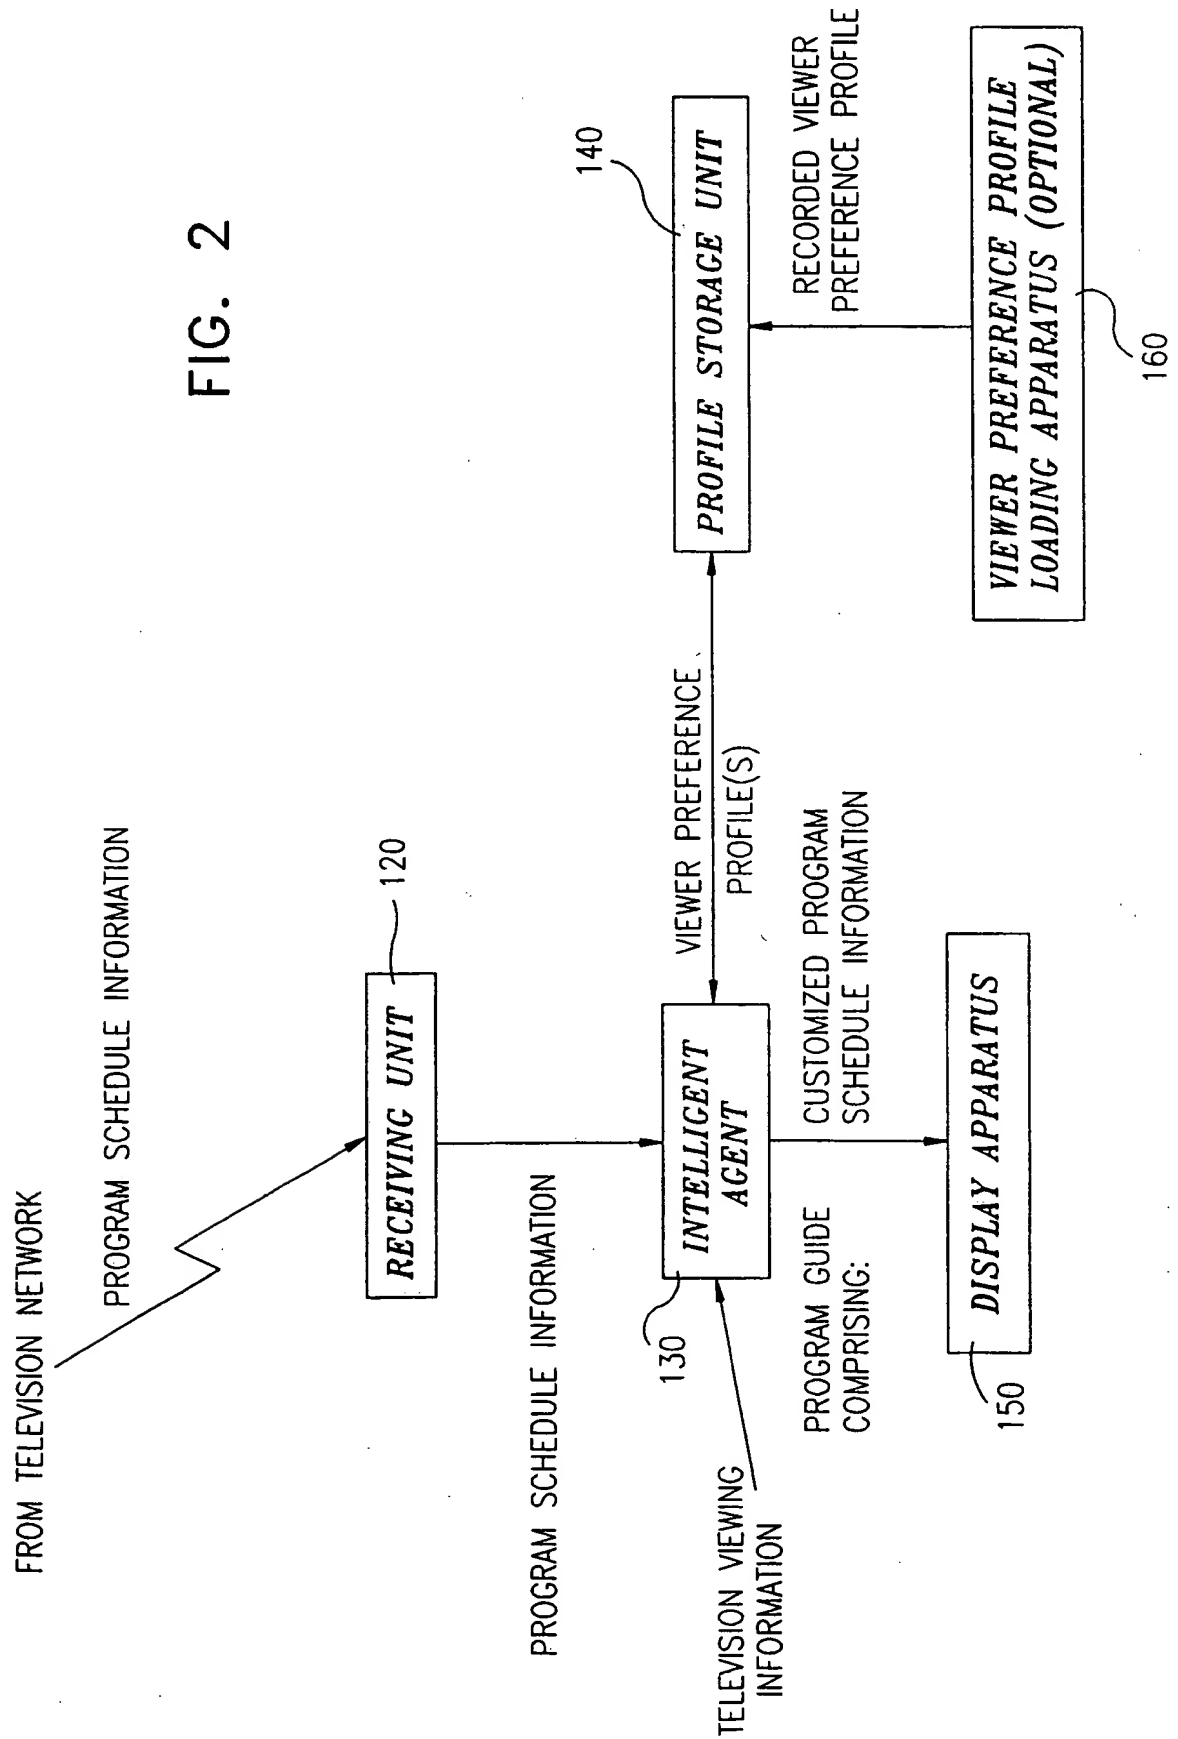 FIG. 2
FROM TELEVISION NETWORK
PROGRAM SCHEDULE INFORMATION
RECEIVING UNIT
120
PROGRAM SCHEDULE INFORMATION
130
INTELLIGENT
AGENT
TELEVISION VIEWING
INFORMATION
VIEWER PREFERENCE
PROFILE(S)
140
PROFILE STORAGE UNIT
RECORDED VIEWER
PREFERENCE PROFILE
VIEWER PREFERENCE PROFILE
LOADING APPARATUS (OPTIONAL)
160
PROGRAM GUIDE
COMPRISING:
CUSTOMIZED PROGRAM
SCHEDULE INFORMATION
DISPLAY APPARATUS
150